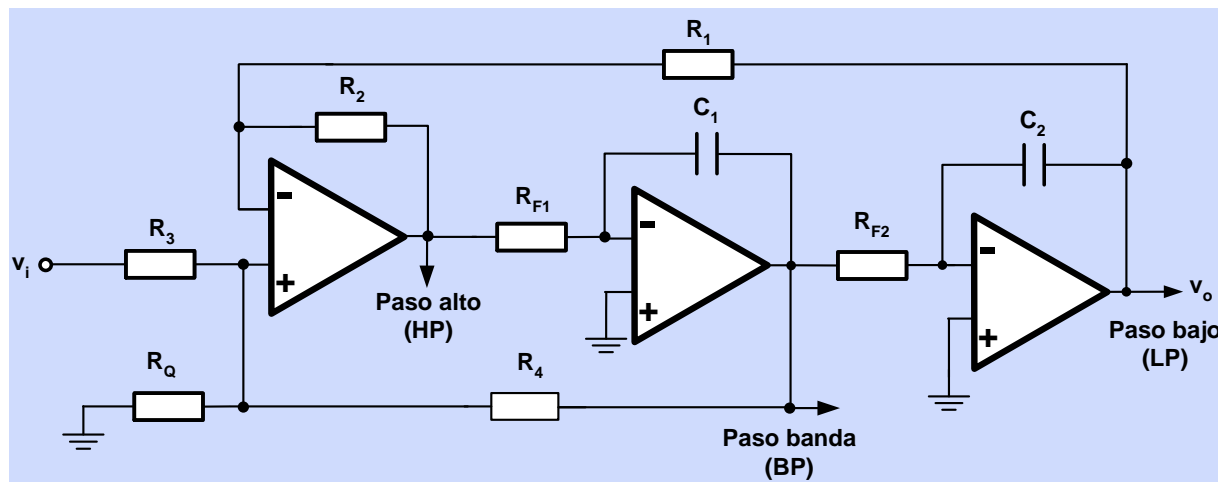 R1
R2
C1
C2
-
RF1
-
RF2
-
R3
vi
+
Paso alto
(HP)
+
+
vo
Paso bajo
(LP)
RQ
R4
Paso banda
(BP)